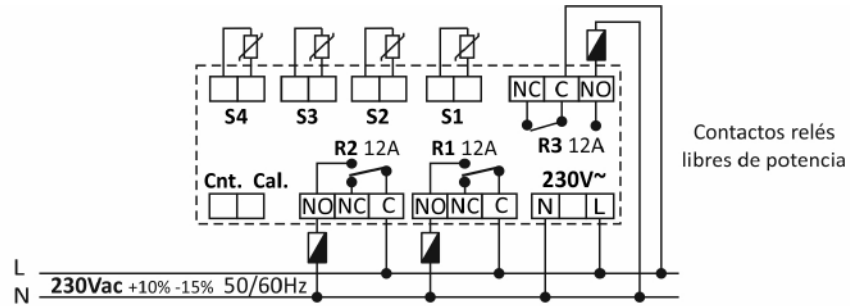 NC C NO
S4 S3 S2 S1
R3 12A
Contactos relés
libres de potencia
R2 12A R1 12A
Cnt. Cal.
230V~
NO NC C NO NC C N L
L
230Vac +10% -15% 50/60Hz
N